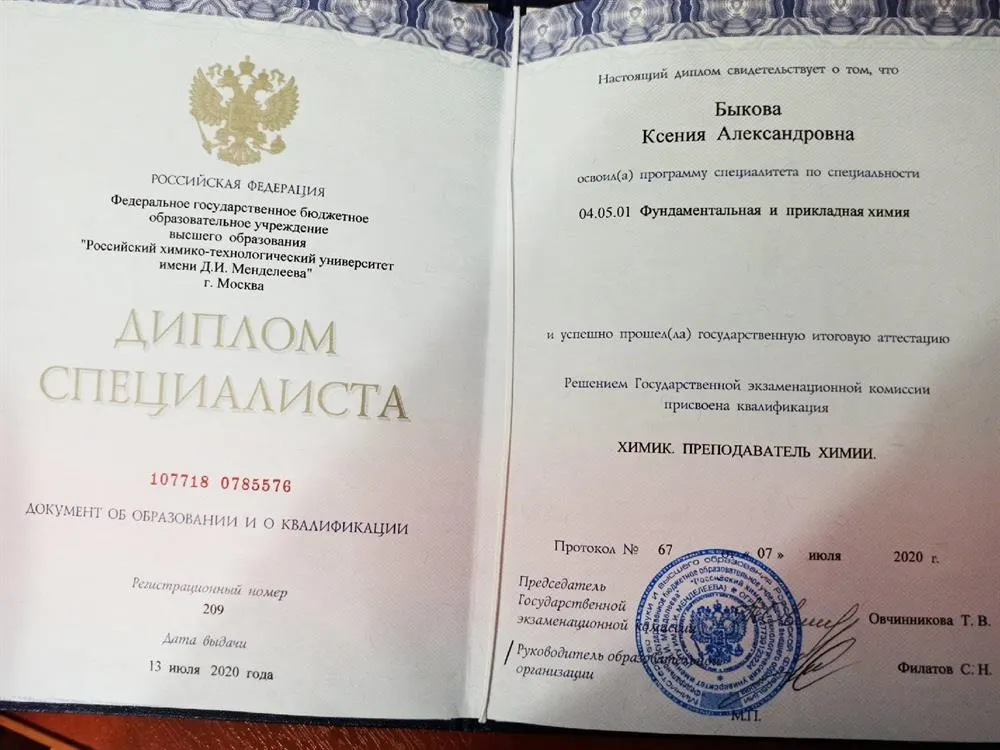 РОССИЙСКАЯ ФЕДЕРАЦИЯ
Федеральное государственное бюджетное
образовательное учреждение
высшего образования
"Российский химико-технологический университет
имени Д.И. Менделеева"
г. Москва
ДИПЛОМ
СПЕЦИАЛИСТА
107718 0785576
ДОКУМЕНТ ОБ ОБРАЗОВАНИИ И О КВАЛИФИКАЦИИ
Регистрационный номер
209
Дата выдачи
13 июля 2020 года
Настоящий диплом свидетельствует о том, что
Быкова
Ксения Александровна
освоил(а) программу специалитета по специальности
04.05.01 Фундаментальная и прикладная химия
и успешно прошел(ла) государственную итоговую аттестацию
Решением Государственной экзаменационной комиссии
присвоена квалификация
ХИМИК. ПРЕПОДАВАТЕЛЬ ХИМИИ.
Протокол № 67 от « 07 » июля 2020 г.
Председатель
Государственной
экзаменационной комиссии
Овчинникова Т. В.
Руководитель образовательной
организации
Филатов С. Н.
М.П.